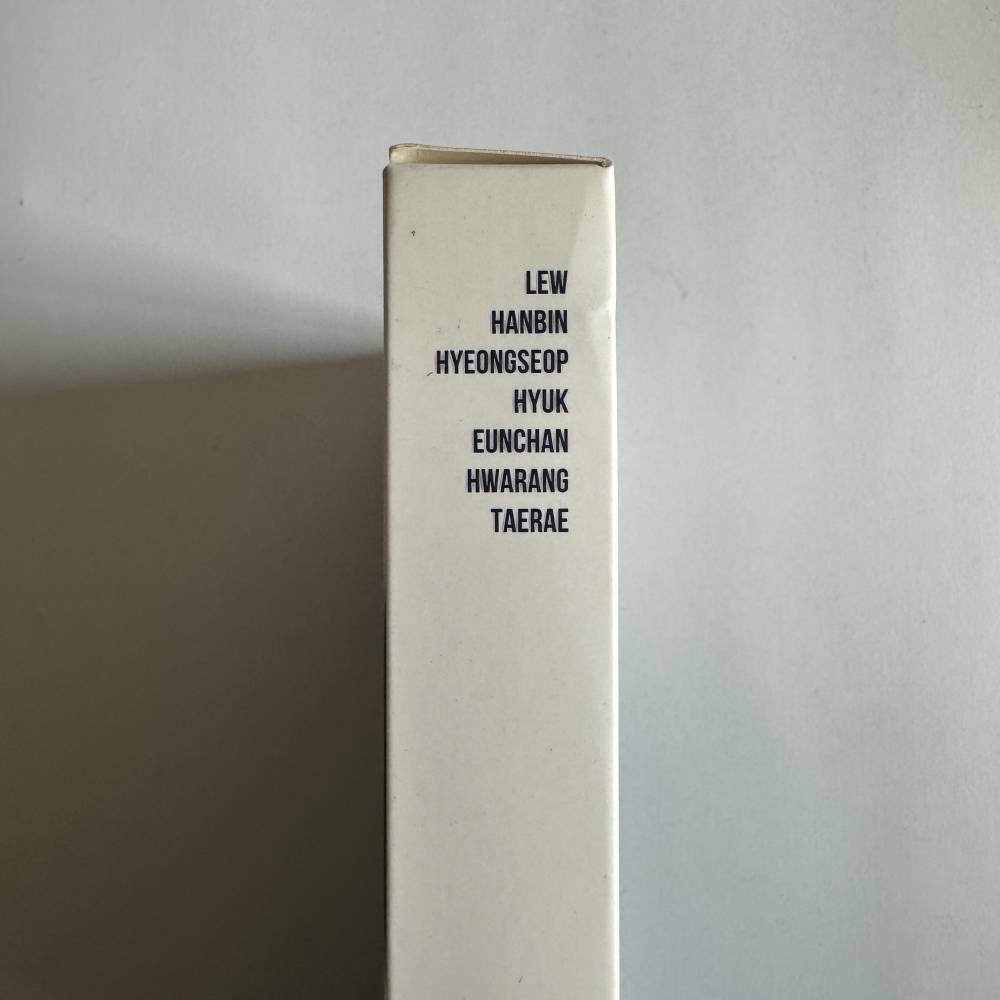 LEW
HANBIN
HYEONGSEOP
HYUK
EUNCHAN
HWARANG
TAERAE